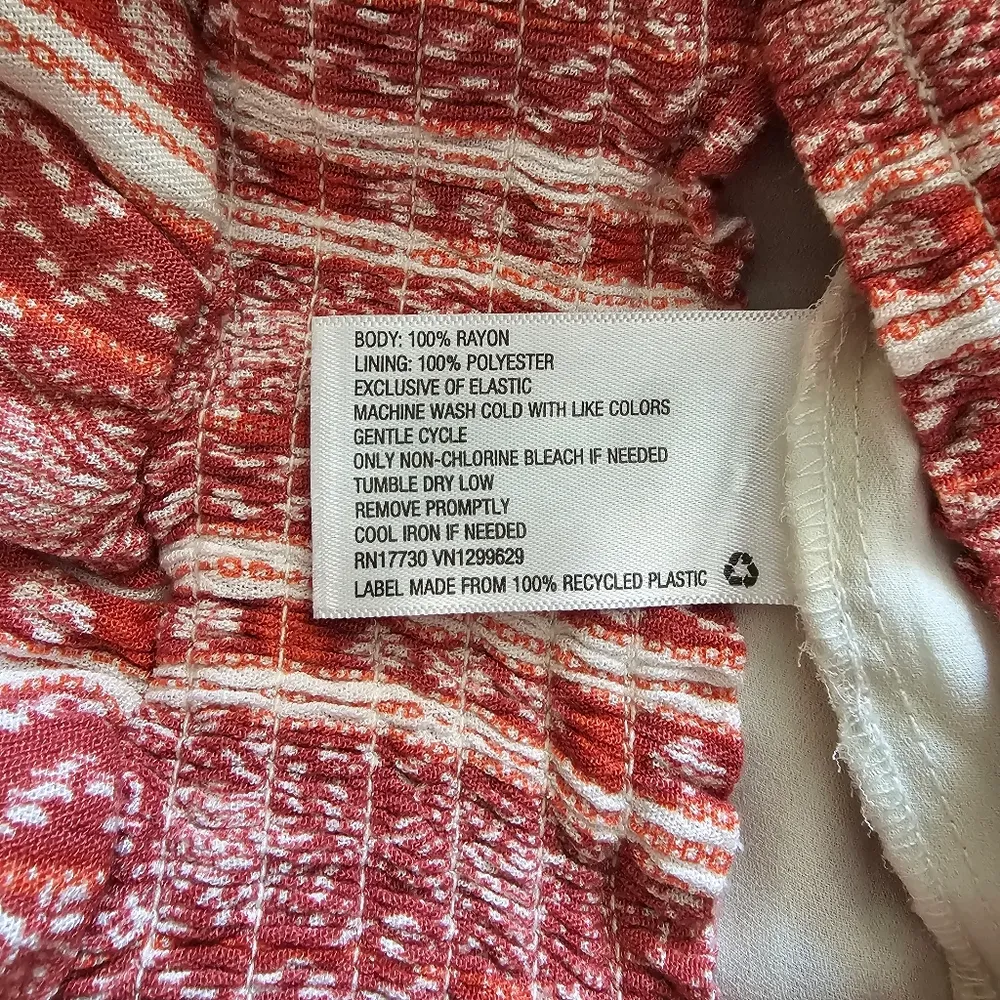 BODY: 100% RAYON
LINING: 100% POLYESTER
EXCLUSIVE OF ELASTIC
MACHINE WASH COLD WITH LIKE COLORS
GENTLE CYCLE
ONLY NON-CHLORINE BLEACH IF NEEDED
TUMBLE DRY LOW
REMOVE PROMPTLY
COOL IRON IF NEEDED
RN17730 VN1299629
LABEL MADE FROM 100% RECYCLED PLASTIC